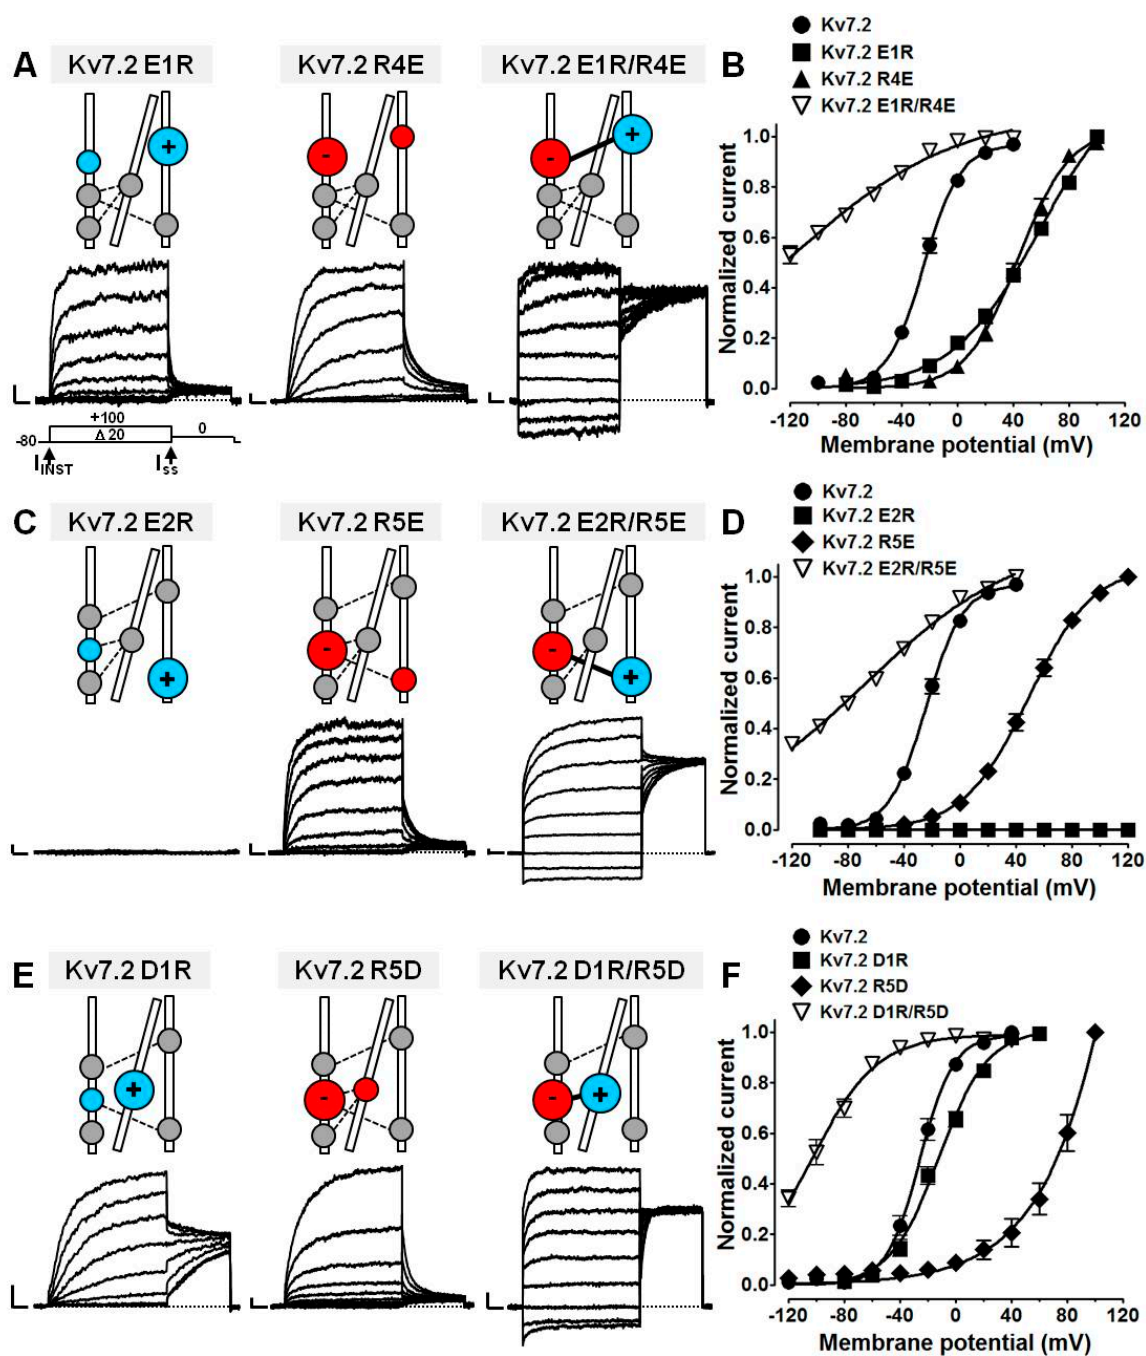 A
Kv7.2 E1R
Kv7.2 R4E
Kv7.2 E1R/R4E
+
-
-
+
+100
Δ 20
-80
0
I INST
I SS
B
Kv7.2
Kv7.2 E1R
Kv7.2 R4E
Kv7.2 E1R/R4E
Normalized current
1.0
0.8
0.6
0.4
0.2
0.0
-120 -80 -40 0 40 80 120
Membrane potential (mV)
C
Kv7.2 E2R
Kv7.2 R5E
Kv7.2 E2R/R5E
+
-
-
+
D
Kv7.2
Kv7.2 E2R
Kv7.2 R5E
Kv7.2 E2R/R5E
Normalized current
1.0
0.8
0.6
0.4
0.2
0.0
-120 -80 -40 0 40 80 120
Membrane potential (mV)
E
Kv7.2 D1R
Kv7.2 R5D
Kv7.2 D1R/R5D
+
-
-
+
F
Kv7.2
Kv7.2 D1R
Kv7.2 R5D
Kv7.2 D1R/R5D
Normalized current
1.0
0.8
0.6
0.4
0.2
0.0
-120 -80 -40 0 40 80 120
Membrane potential (mV)